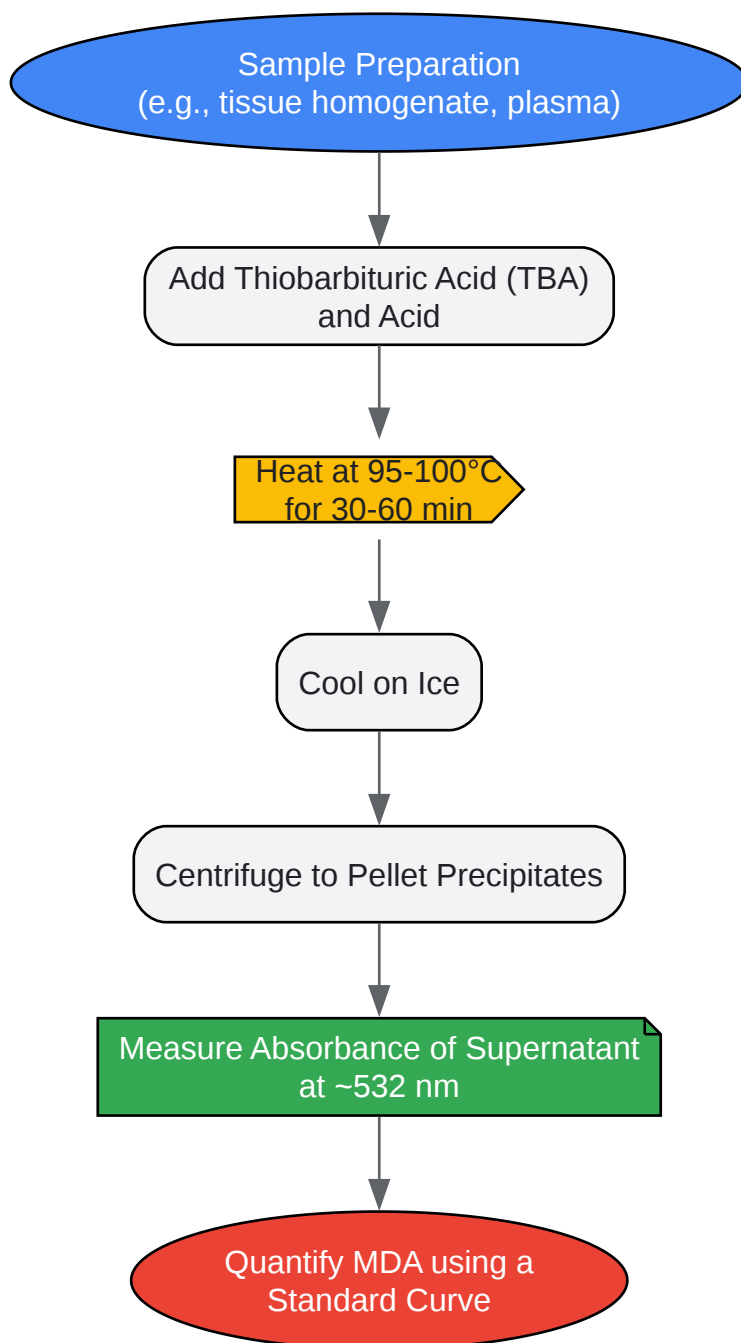 Sample Preparation
(e.g., tissue homogenate, plasma)
Add Thiobarbituric Acid (TBA)
and Acid
Heat at 95-100°C
for 30-60 min
Cool on Ice
Centrifuge to Pellet Precipitates
Measure Absorbance of Supernatant
at ~532 nm
Quantify MDA using a
Standard Curve